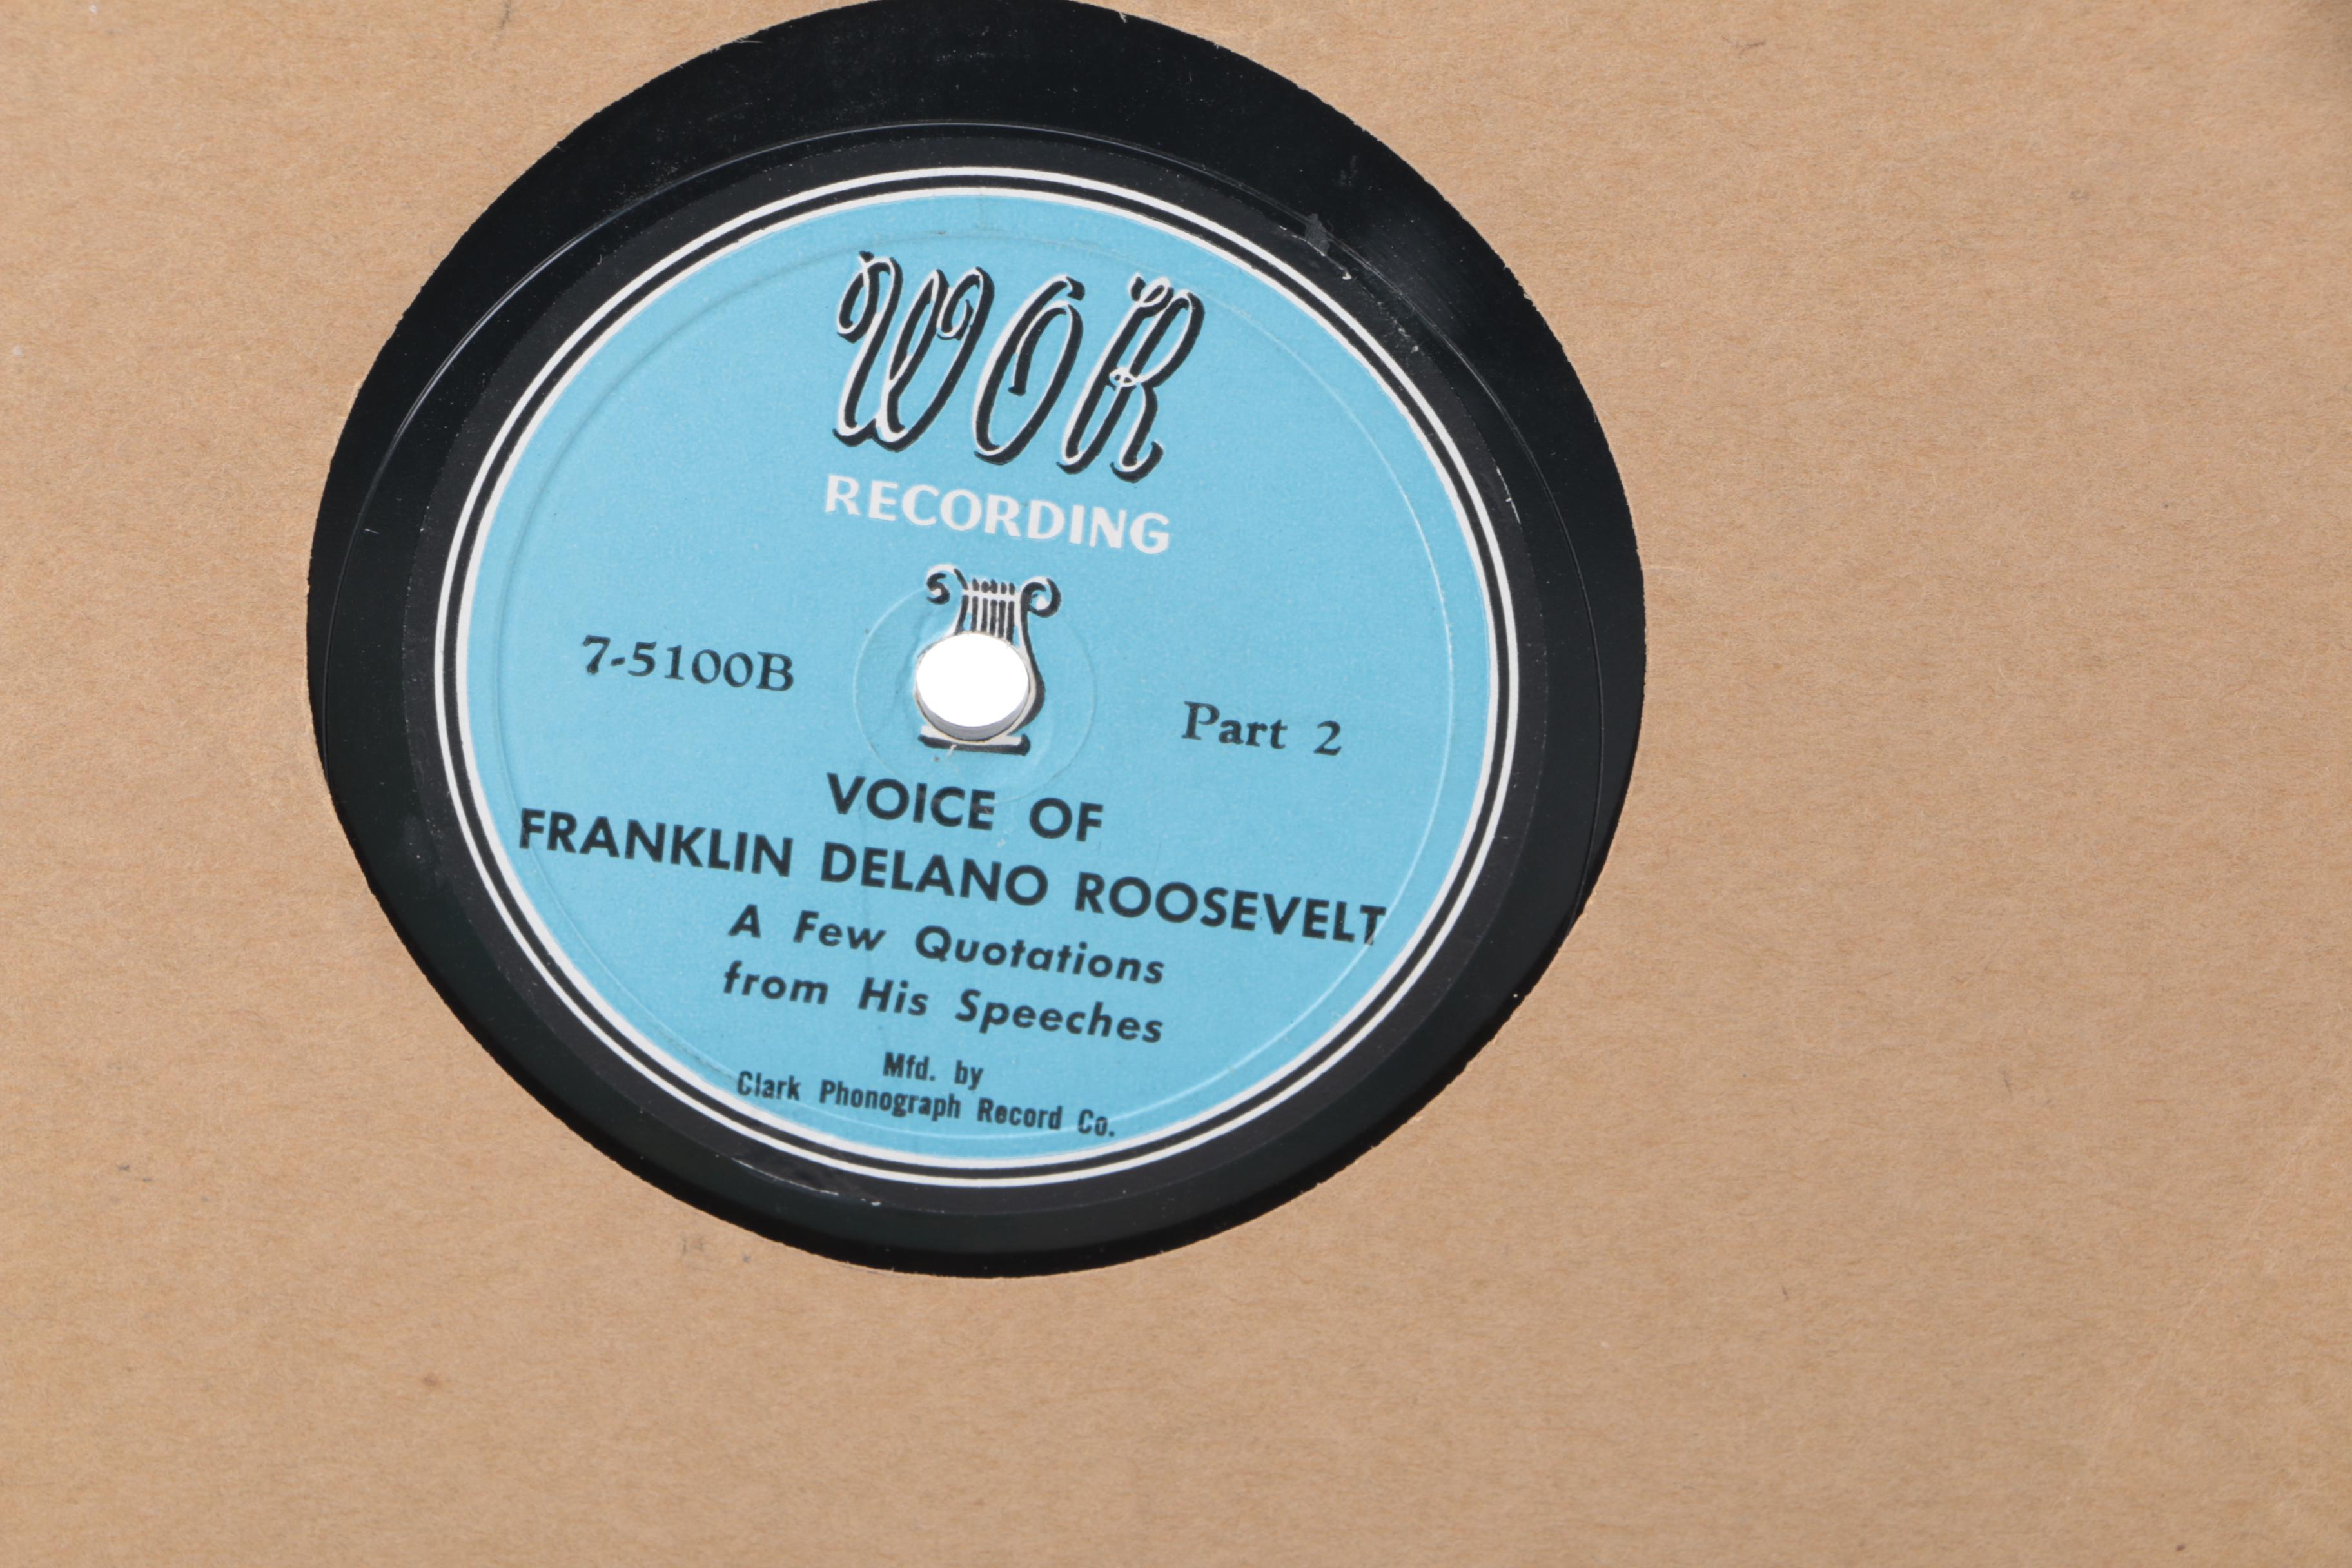 WOR
RECORDING
7-5100B
Part 2
VOICE OF
FRANKLIN DELANO ROOSEVELT
A Few Quotations
from His Speeches
Mfd. by
Clark Phonograph Record Co.